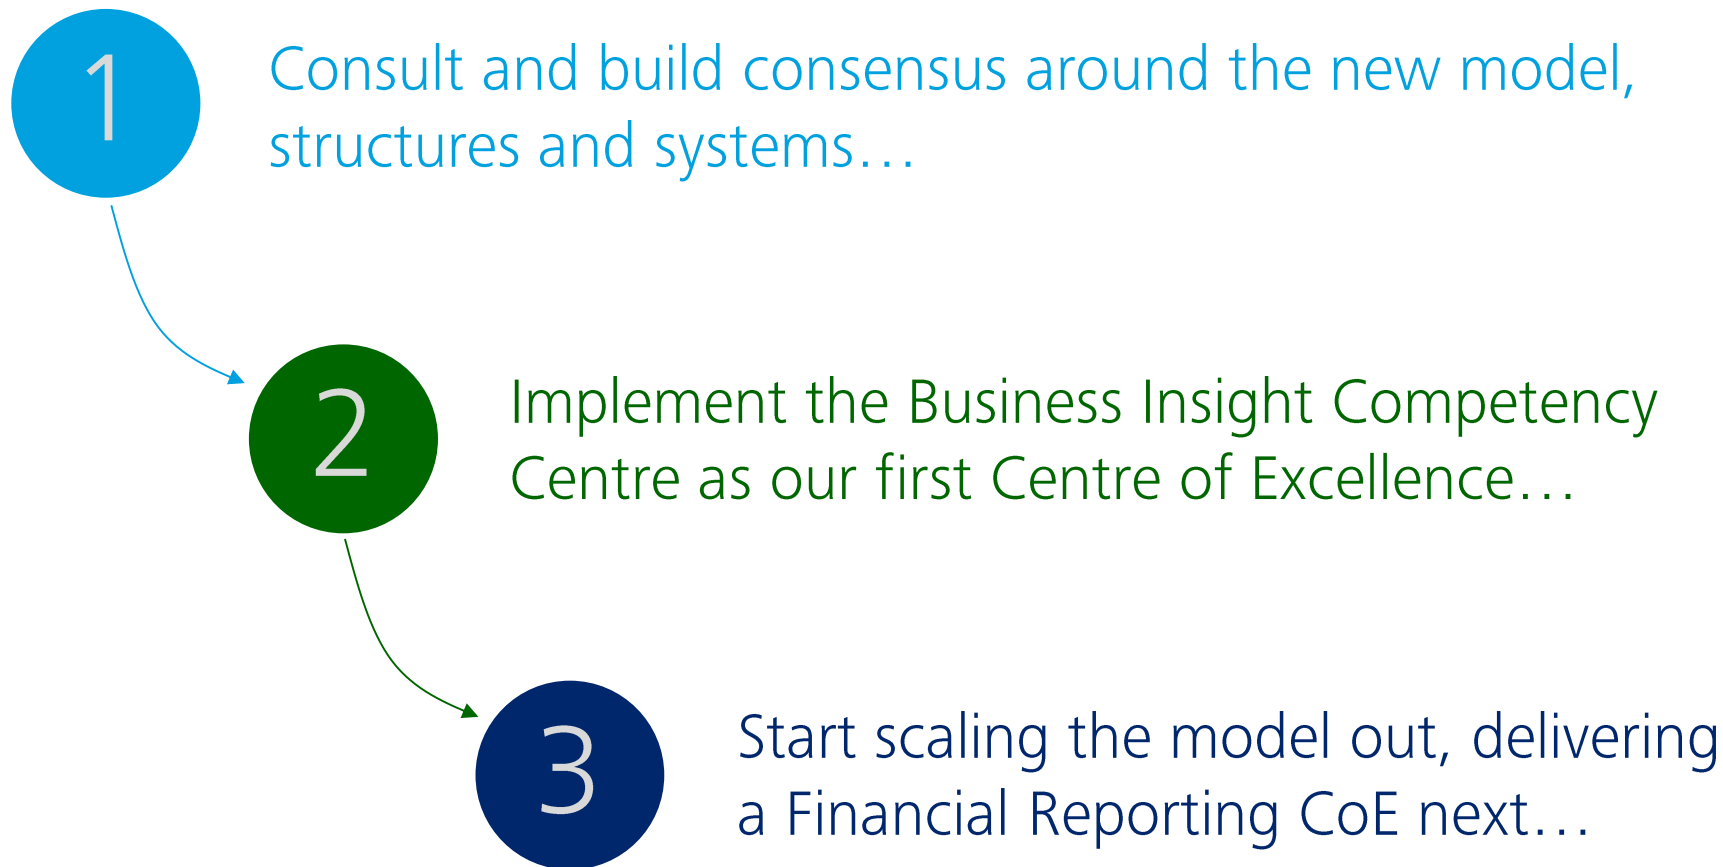 1
Consult and build consensus around the new model,
structures and systems…
2
Implement the Business Insight Competency
Centre as our first Centre of Excellence…
3
Start scaling the model out, delivering
a Financial Reporting CoE next…